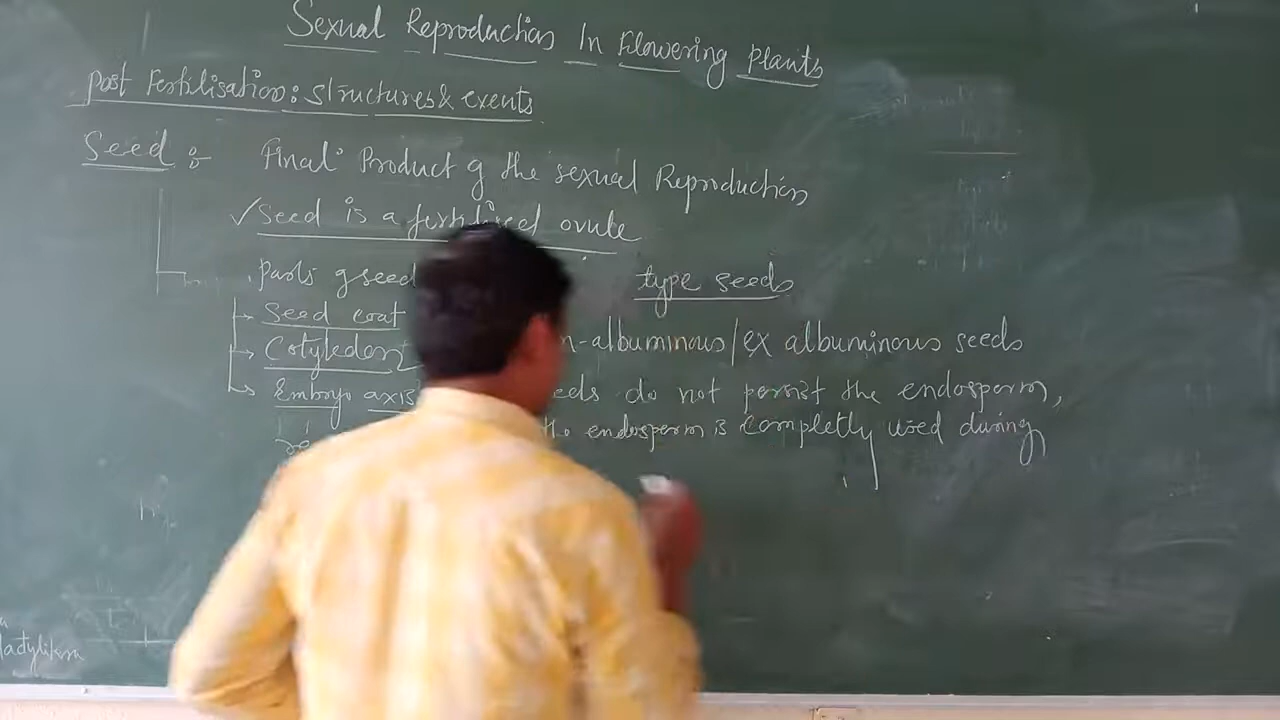 Sexual Reproduction In Flowering Plants
Post Fertilisation: Structures & events
Seed :- Final Product of the sexual Reproduction
✓ Seed is a fertilised ovule
Parts of seed
type seeds
Seed coat
n-albuminous/ex albuminous seeds
Cotyledons
Embryo axis
eeds do not persist the endosperm,
the endosperm is completly used during